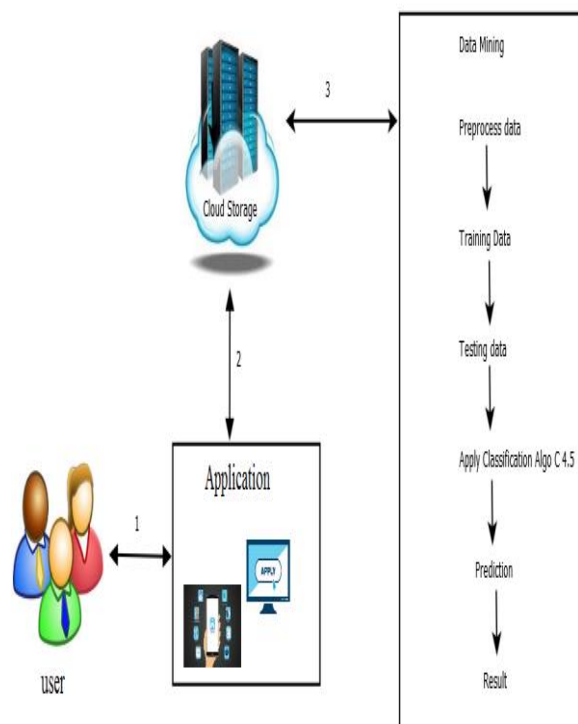 Data Mining
3
Preprocess data
Cloud Storage
Training Data
2
Testing data
Application
Apply Classification Algo C 4.5
1
APPLY
Prediction
user
Result